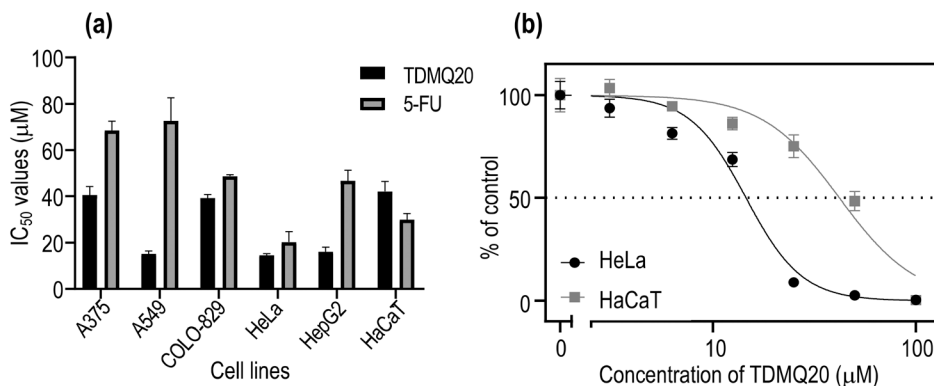 (a)
100
80
60
40
20
0
IC50 values (μM)
TDMQ20
5-FU
A375
A549
COLO-829
HeLa
HepG2
HaCaT
Cell lines
(b)
100
50
0
% of control
HeLa
HaCaT
0
10
100
Concentration of TDMQ20 (μM)